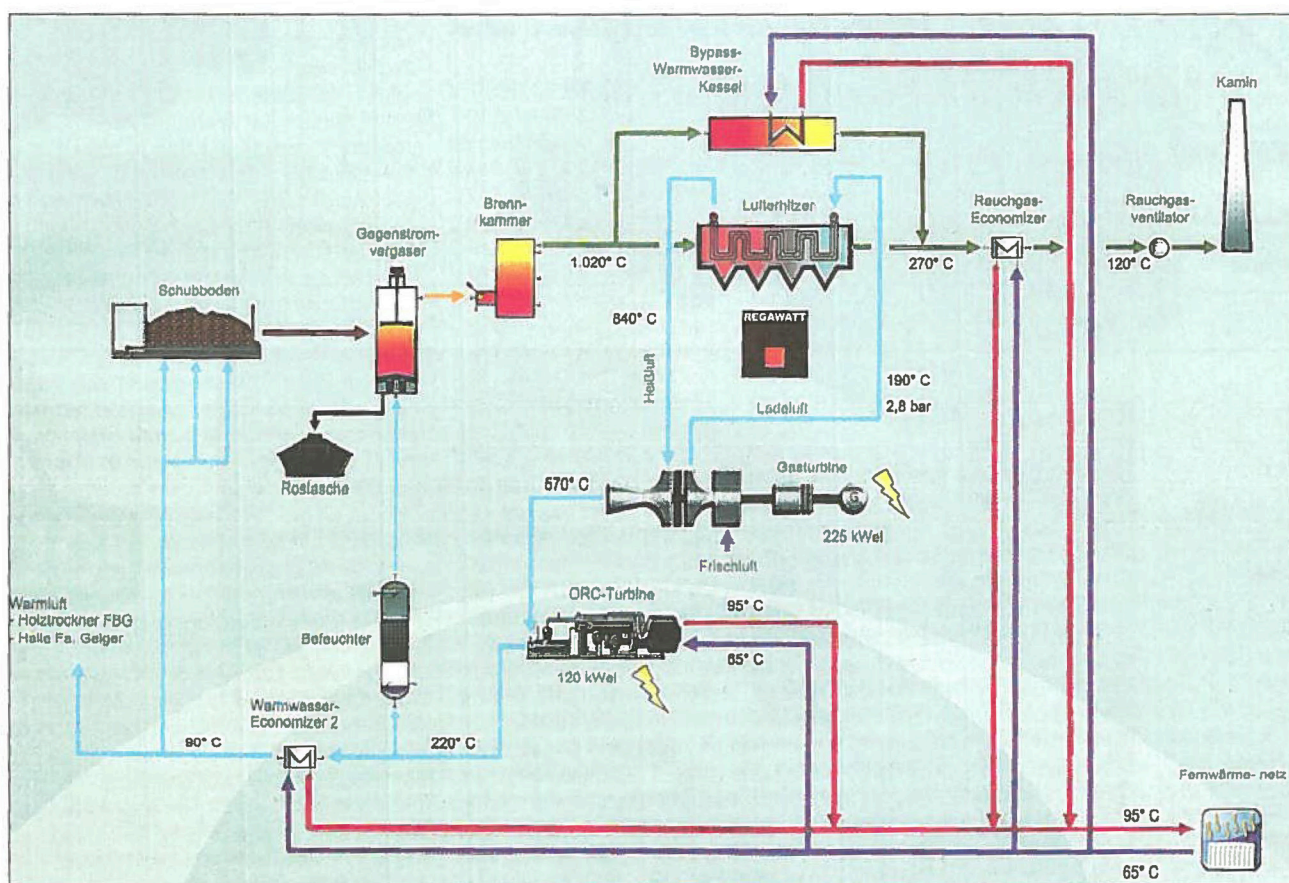 Bypass-
Warmwasser-
Kessel
Kamin
Brenn-
kammer
Lufterhitzer
Rauchgas-
Economizer
Rauchgas-
ventilator
Gegenstrom-
vergaser
1.020° C
270° C
120° C
Schubboden
840° C
REGAWATT
Heißluft
190° C
2,8 bar
Ladeluft
Rostasche
570° C
Gasturbine
G
225 kWel
Frischluft
ORC-Turbine
95° C
Warmluft
- Holztrockner FBG
- Halle Fa. Geiger
Befeuchter
65° C
120 kWel
Warmwasser-
Economizer 2
90° C
220° C
Fernwärme- netz
95° C
65° C